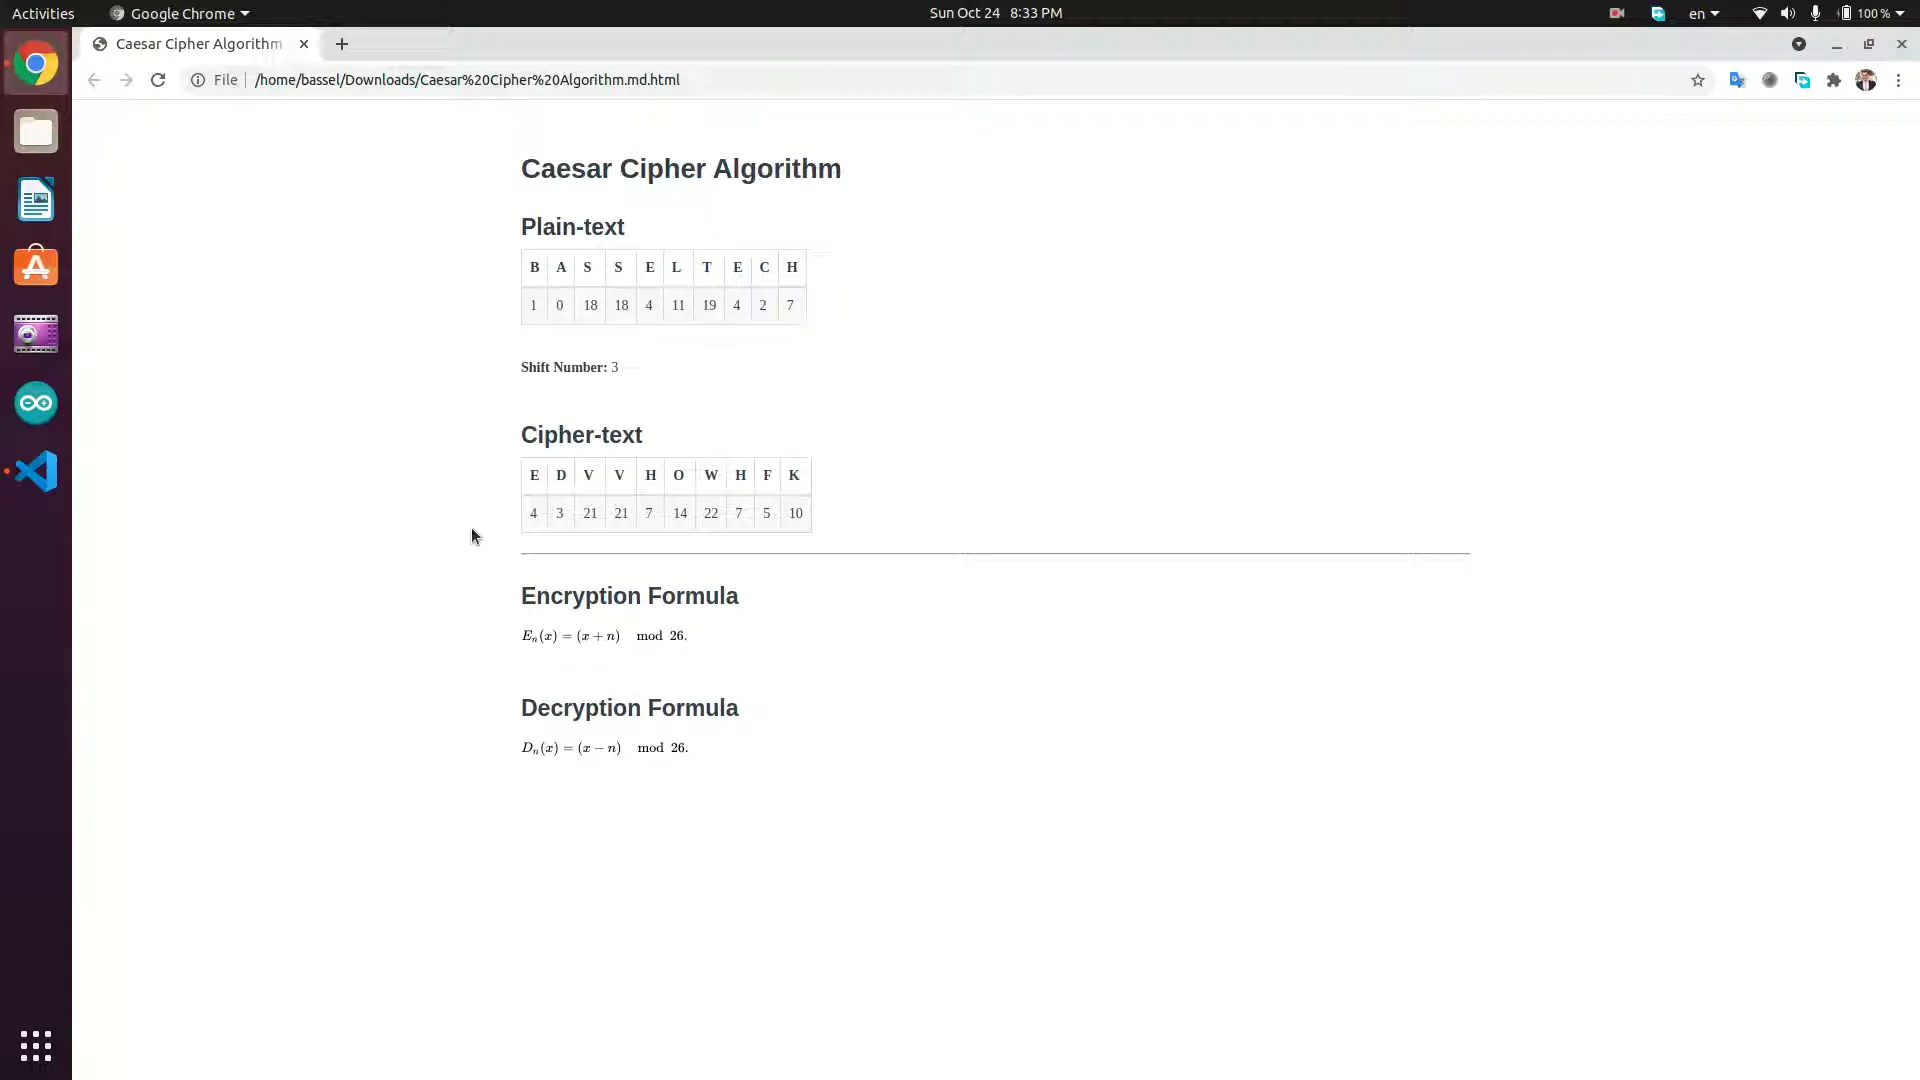 Activities Google Chrome Sun Oct 24 8:33 PM en 100 %
Caesar Cipher Algorithm
File /home/bassel/Downloads/Caesar%20Cipher%20Algorithm.md.html
Caesar Cipher Algorithm
Plain-text
B A S S E L T E C H
1 0 18 18 4 11 19 4 2 7
Shift Number: 3
Cipher-text
E D V V H O W H F K
4 3 21 21 7 14 22 7 5 10
Encryption Formula
Eₙ(x) = (x + n) mod 26.
Decryption Formula
Dₙ(x) = (x − n) mod 26.